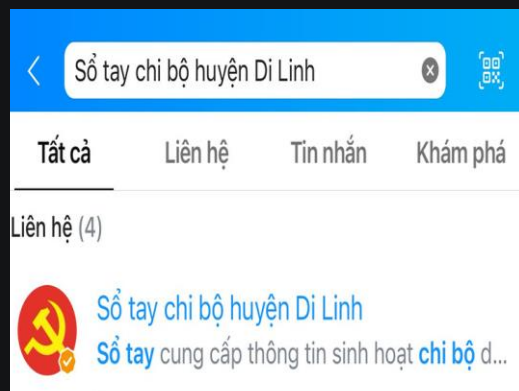 Sổ tay chi bộ huyện Di Linh
Tất cả Liên hệ Tin nhắn Khám phá
Liên hệ (4)
Sổ tay chi bộ huyện Di Linh
Sổ tay cung cấp thông tin sinh hoạt chi bộ d...